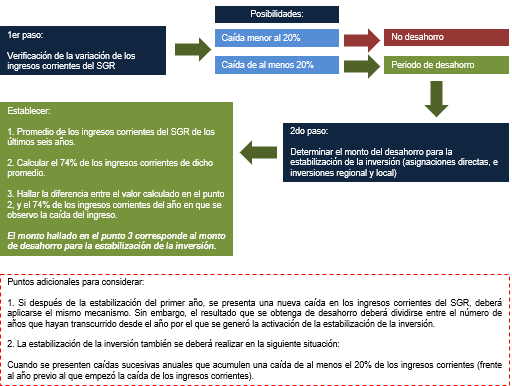 Posibilidades:
1er paso:
Verificación de la variación de los
ingresos corrientes del SGR
Caída menor al 20%
No desahorro
Caída de al menos 20%
Periodo de desahorro
Establecer:
1. Promedio de los ingresos corrientes del SGR de los
últimos seis años.
2. Calcular el 74% de los ingresos corrientes de dicho
promedio.
3. Hallar la diferencia entre el valor calculado en el punto
2, y el 74% de los ingresos corrientes del año en que se
observo la caída del ingreso.
El monto hallado en el punto 3 corresponde al monto
de desahorro para la estabilización de la inversión.
2do paso:
Determinar el monto del desahorro para la
estabilización de la inversión (asignaciones directas, e
inversiones regional y local)
Puntos adicionales para considerar:
1. Si después de la estabilización del primer año, se presenta una nueva caída en los ingresos corrientes del SGR, deberá
aplicarse el mismo mecanismo. Sin embargo, el resultado que se obtenga de desahorro deberá dividirse entre el número de
años que hayan transcurrido desde el año por el que se generó la activación de la estabilización de la inversión.
2. La estabilización de la inversión también se deberá realizar en la siguiente situación:
Cuando se presenten caídas sucesivas anuales que acumulen una caída de al menos el 20% de los ingresos corrientes (frente
al año previo al que empezó la caída de los ingresos corrientes).